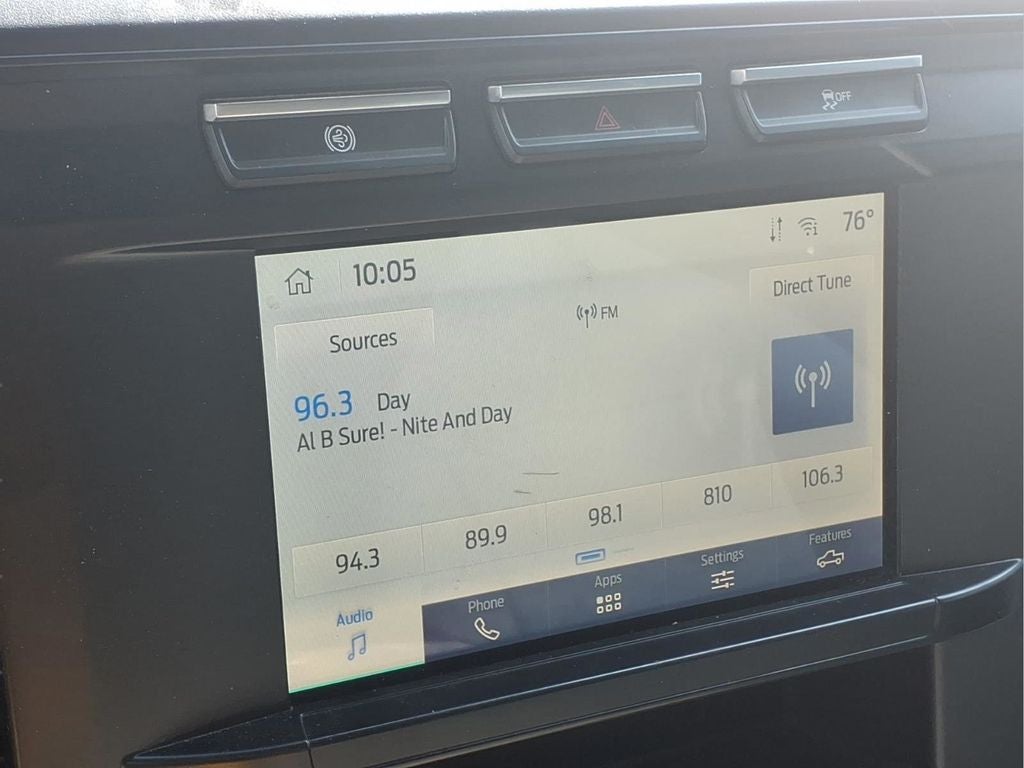 OFF
10:05
76°
Sources
FM
Direct Tune
96.3 Day
Al B Sure! - Nite And Day
94.3
89.9
98.1
810
106.3
Audio
Phone
Apps
Settings
Features